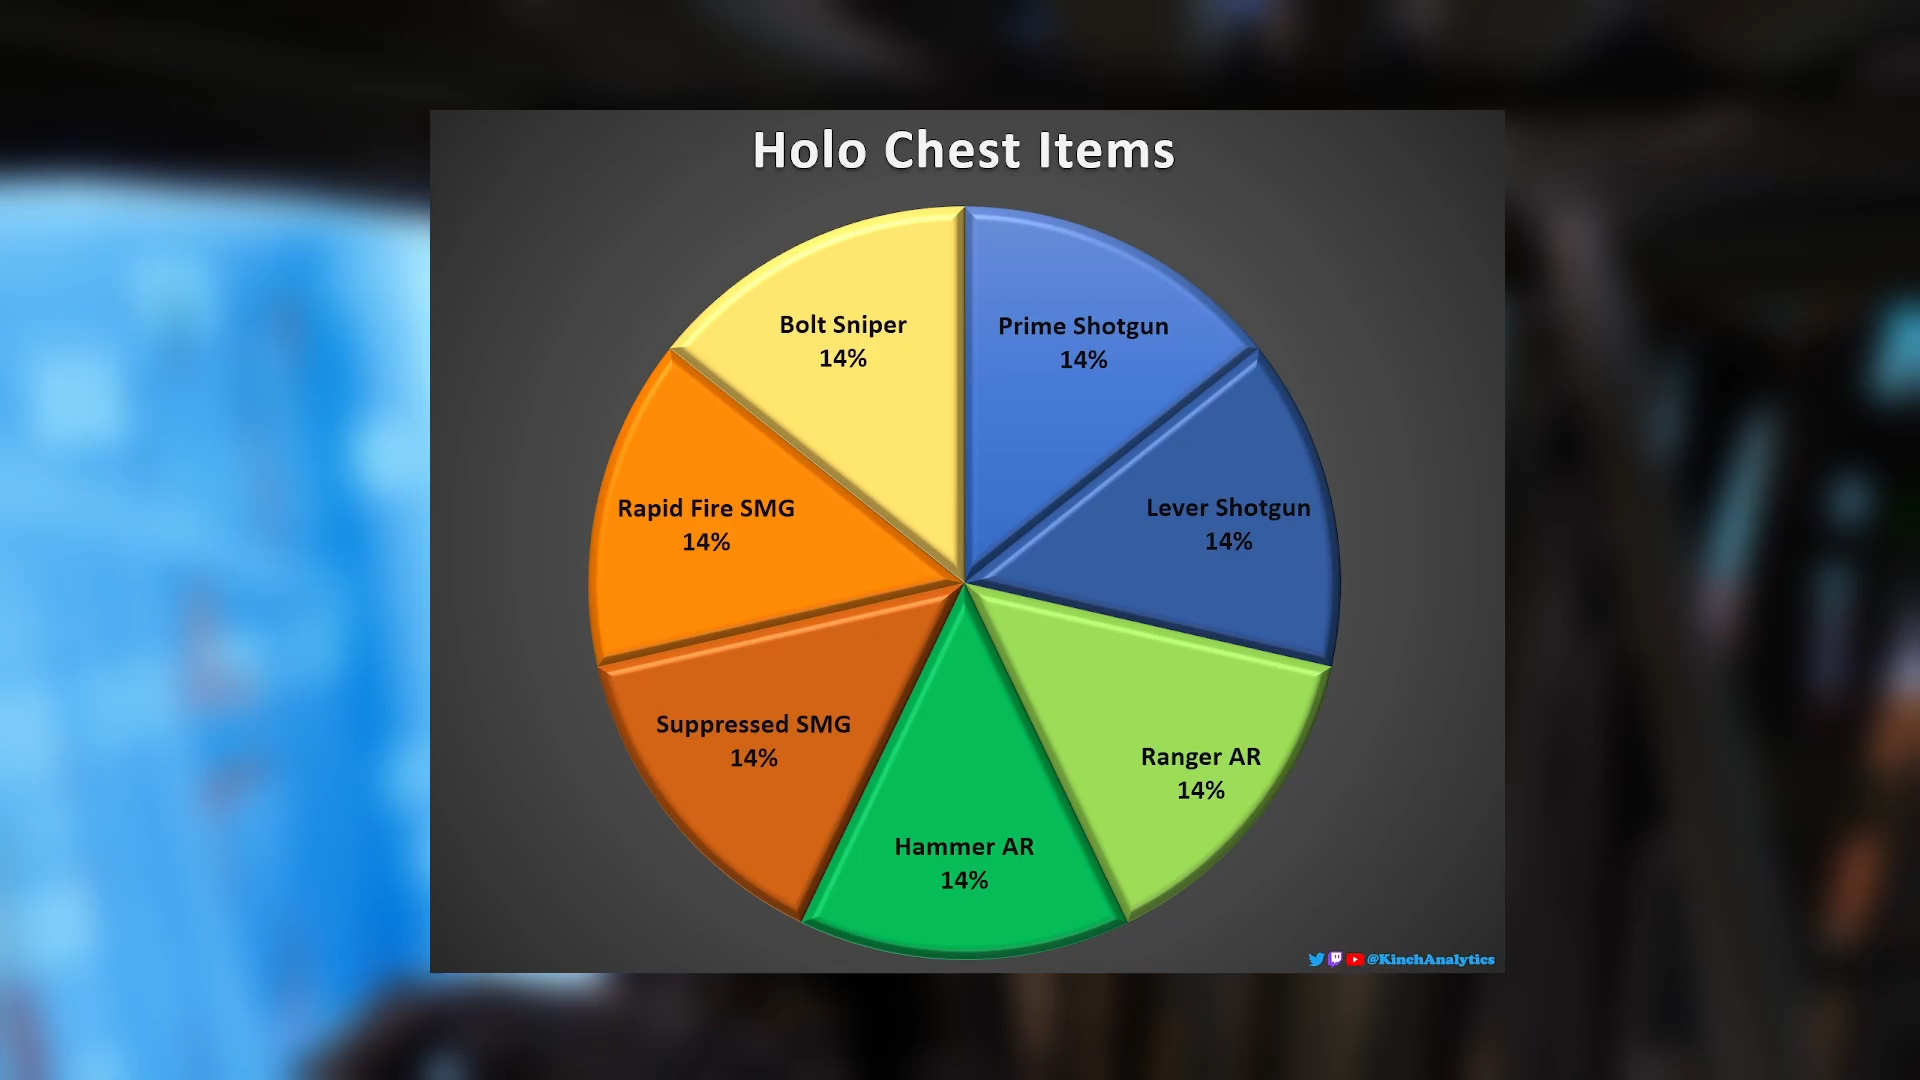 Holo Chest Items
Bolt Sniper
14%
Prime Shotgun
14%
Rapid Fire SMG
14%
Lever Shotgun
14%
Suppressed SMG
14%
Ranger AR
14%
Hammer AR
14%
@KinchAnalytics